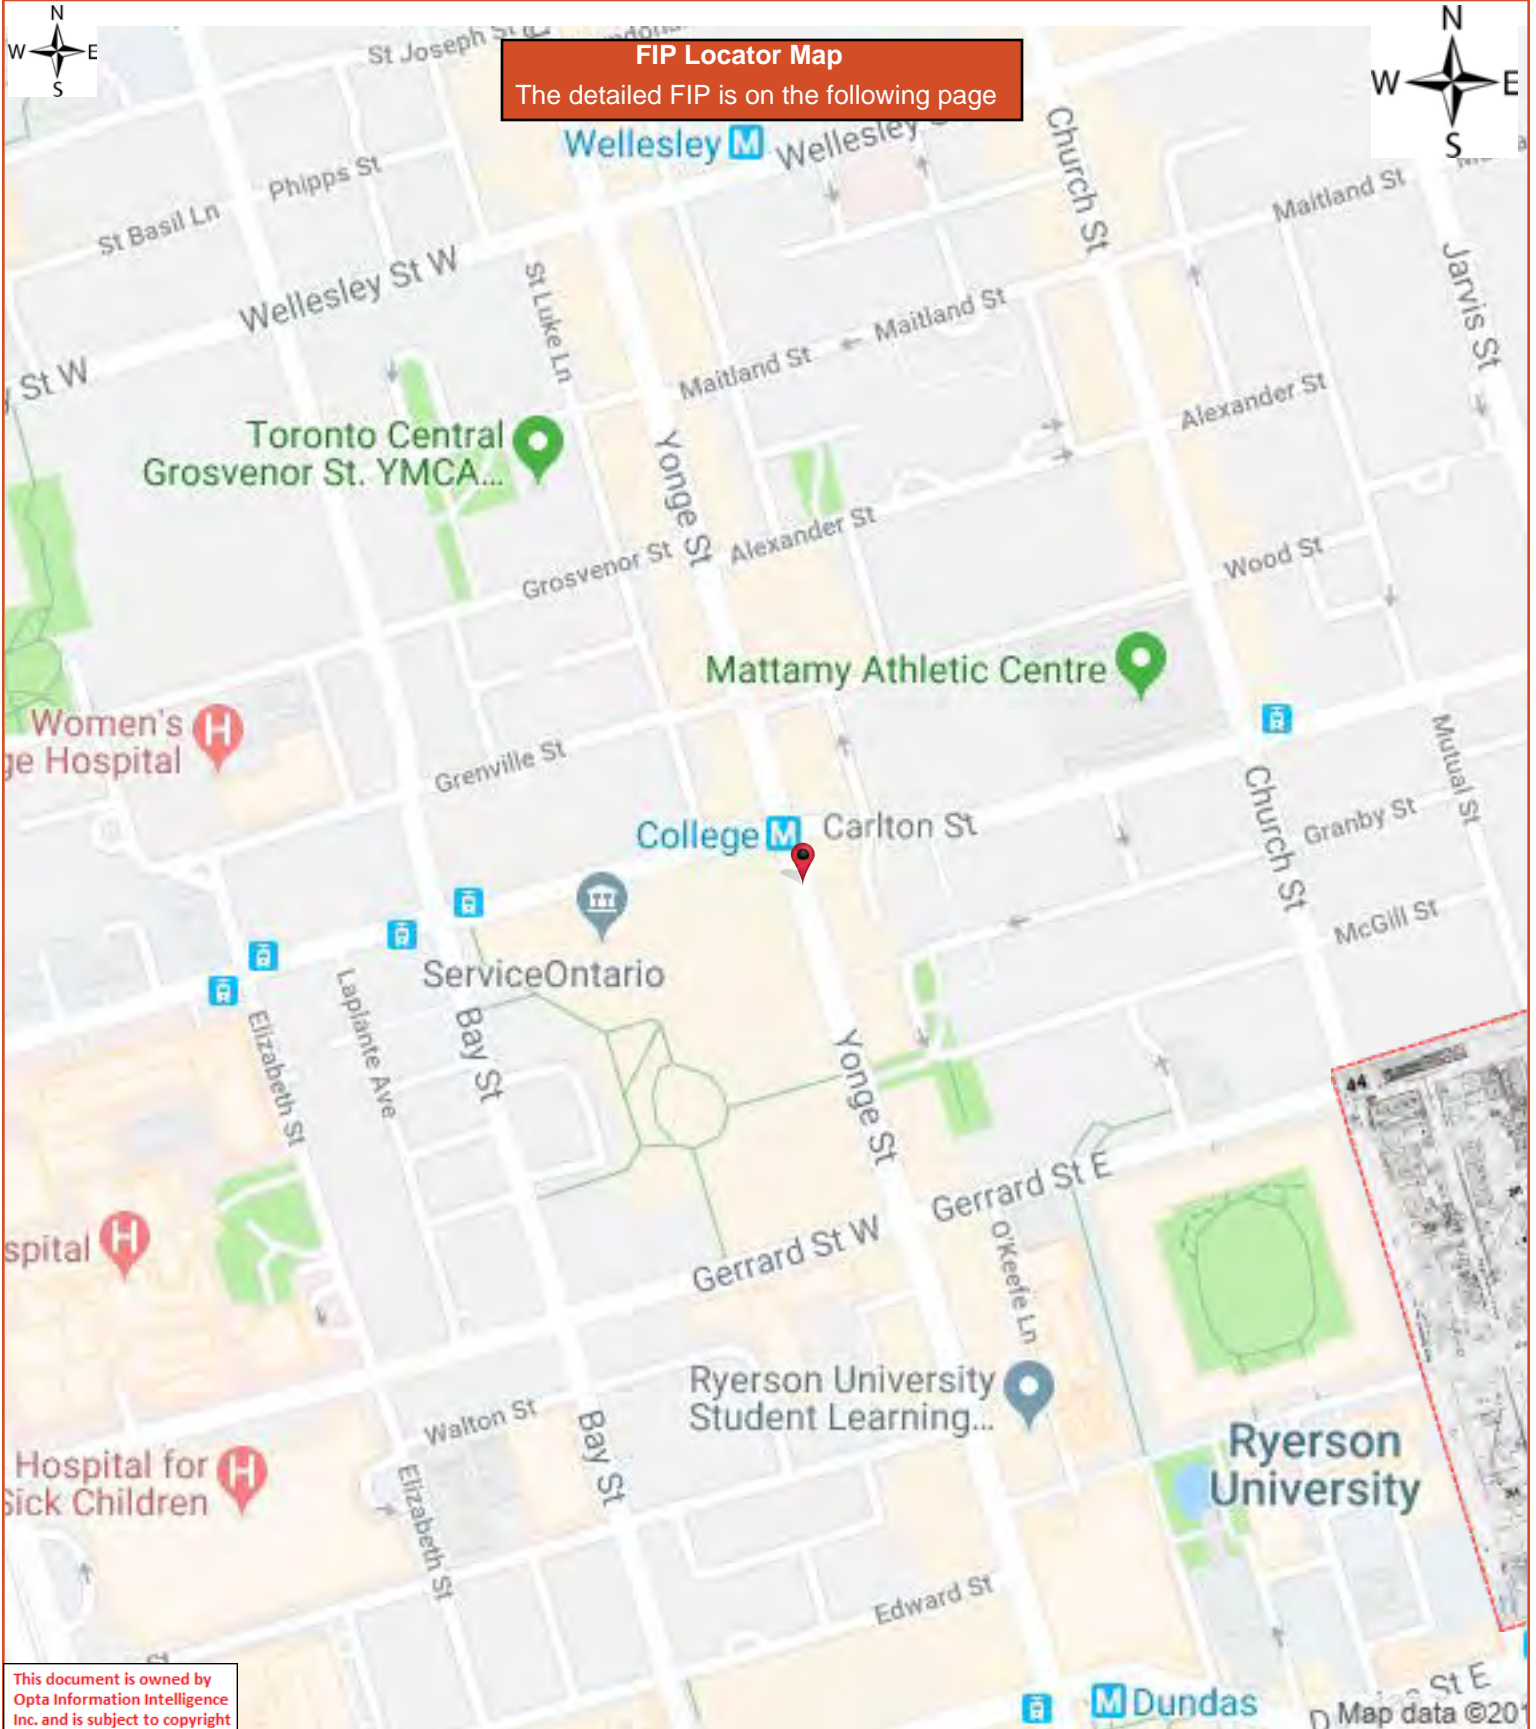 N
W E
S
N
W E
S
FIP Locator Map
The detailed FIP is on the following page
St Joseph St
Wellesley M
Wellesley
Church St
Phipps St
St Basil Ln
Maitland St
Wellesley St W
St Luke Ln
Jarvis St
Maitland St
Maitland St
St W
Alexander St
Toronto Central
Grosvenor St. YMCA...
Yonge St
Alexander St
Grosvenor St
Wood St
Mattamy Athletic Centre
Women's
ge Hospital
H
Grenville St
Mutual St
College M
Carlton St
Church St
Granby St
McGill St
ServiceOntario
Laplante Ave
Elizabeth St
Bay St
Yonge St
44
Gerrard St E
spital
H
Gerrard St W
O'Keefe Ln
Ryerson University
Student Learning...
Walton St
Bay St
Ryerson
University
Hospital for
Sick Children
H
Elizabeth St
Edward St
St
This document is owned by
Opta Information Intelligence
Inc. and is subject to copyright
M Dundas
St E
Map data ©201